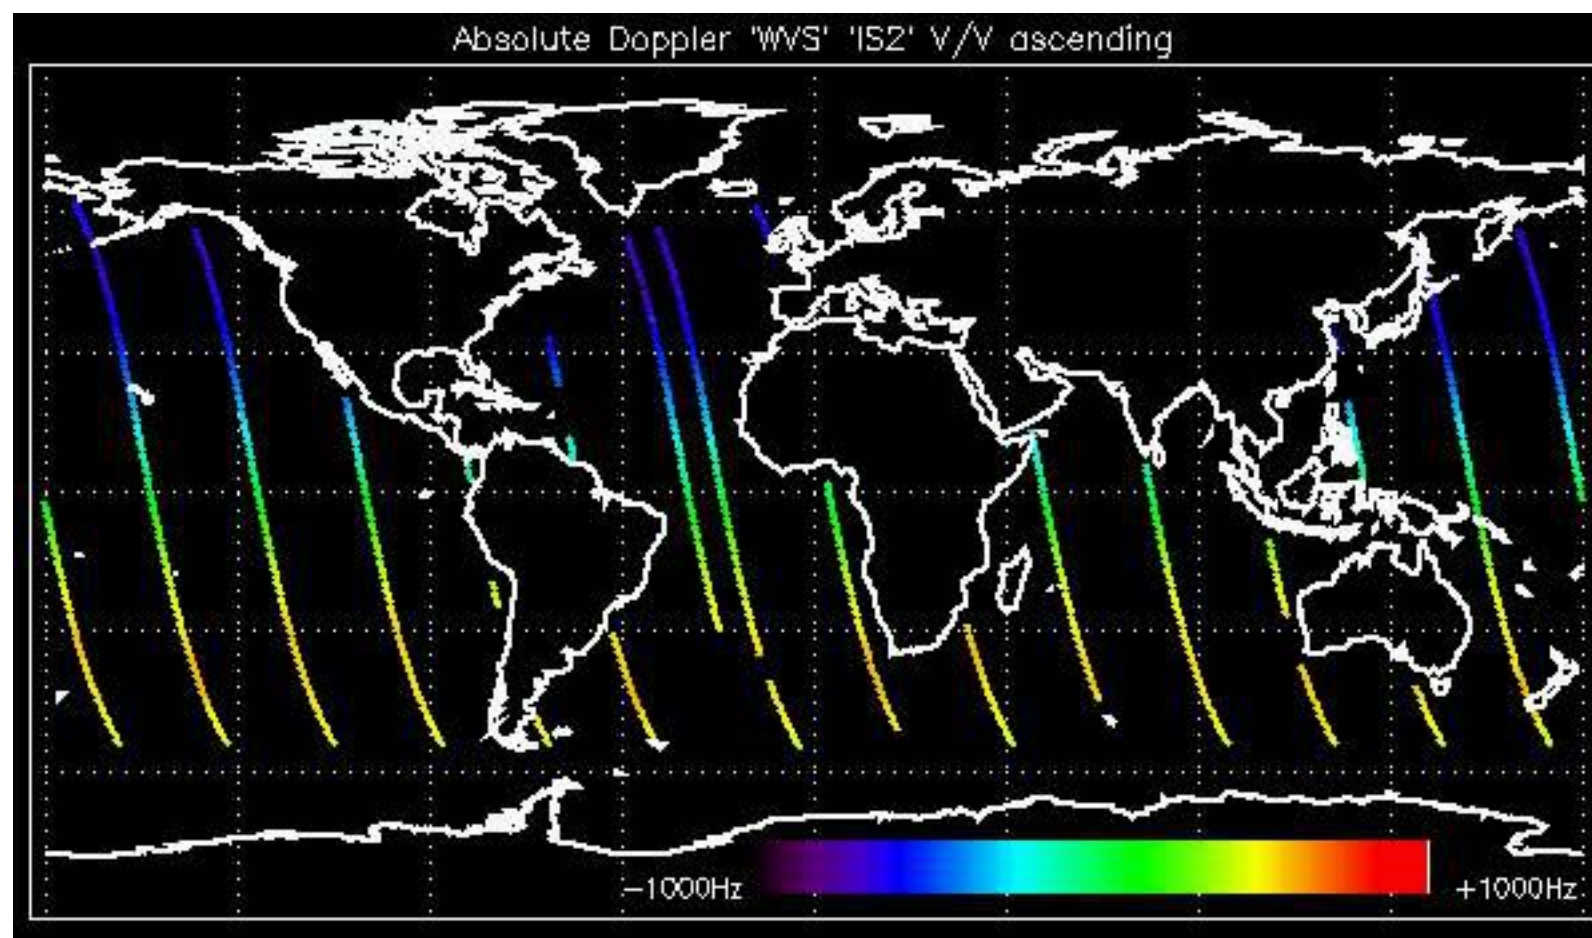 Absolute Doppler 'WVS' 'IS2' V/V ascending
-1000Hz +1000Hz